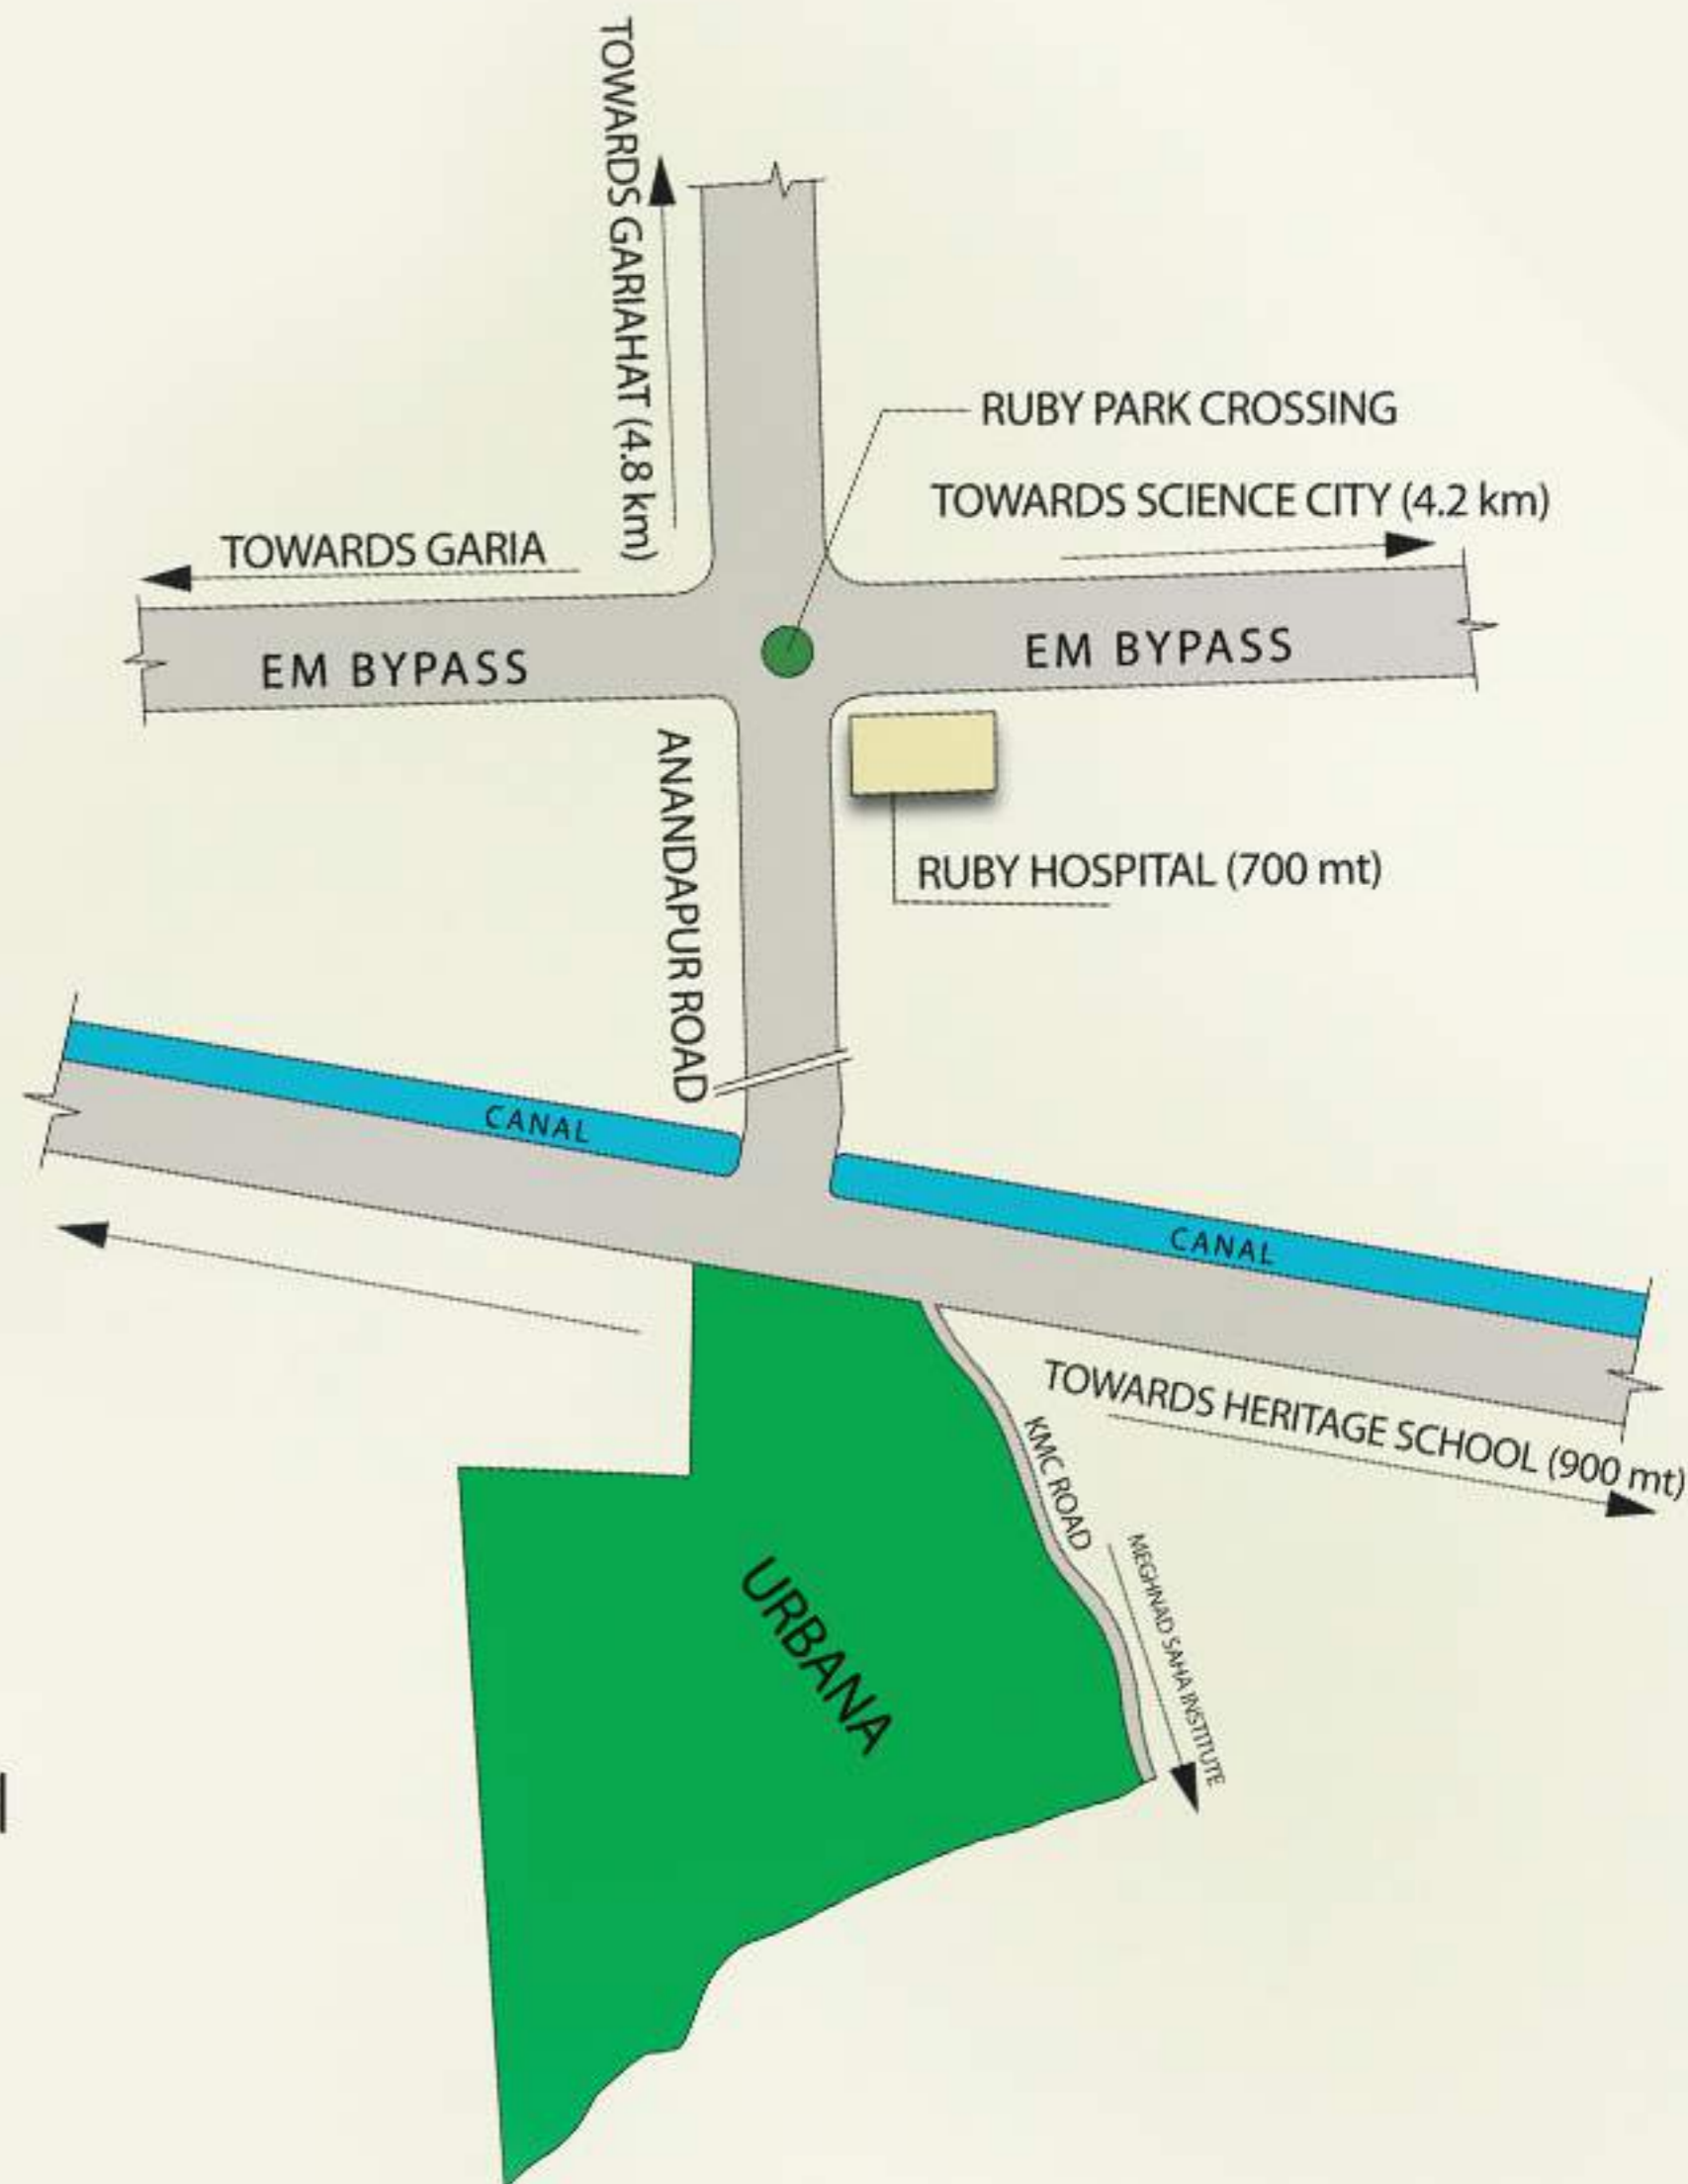 TOWARDS GARIAHAT (4.8 km)
RUBY PARK CROSSING
TOWARDS SCIENCE CITY (4.2 km)
TOWARDS GARIA
EM BYPASS
EM BYPASS
ANANDAPUR ROAD
RUBY HOSPITAL (700 mt)
CANAL
CANAL
TOWARDS HERITAGE SCHOOL (900 mt)
KMC ROAD
MEGHNAD SAHA INSTITUTE
URBANA